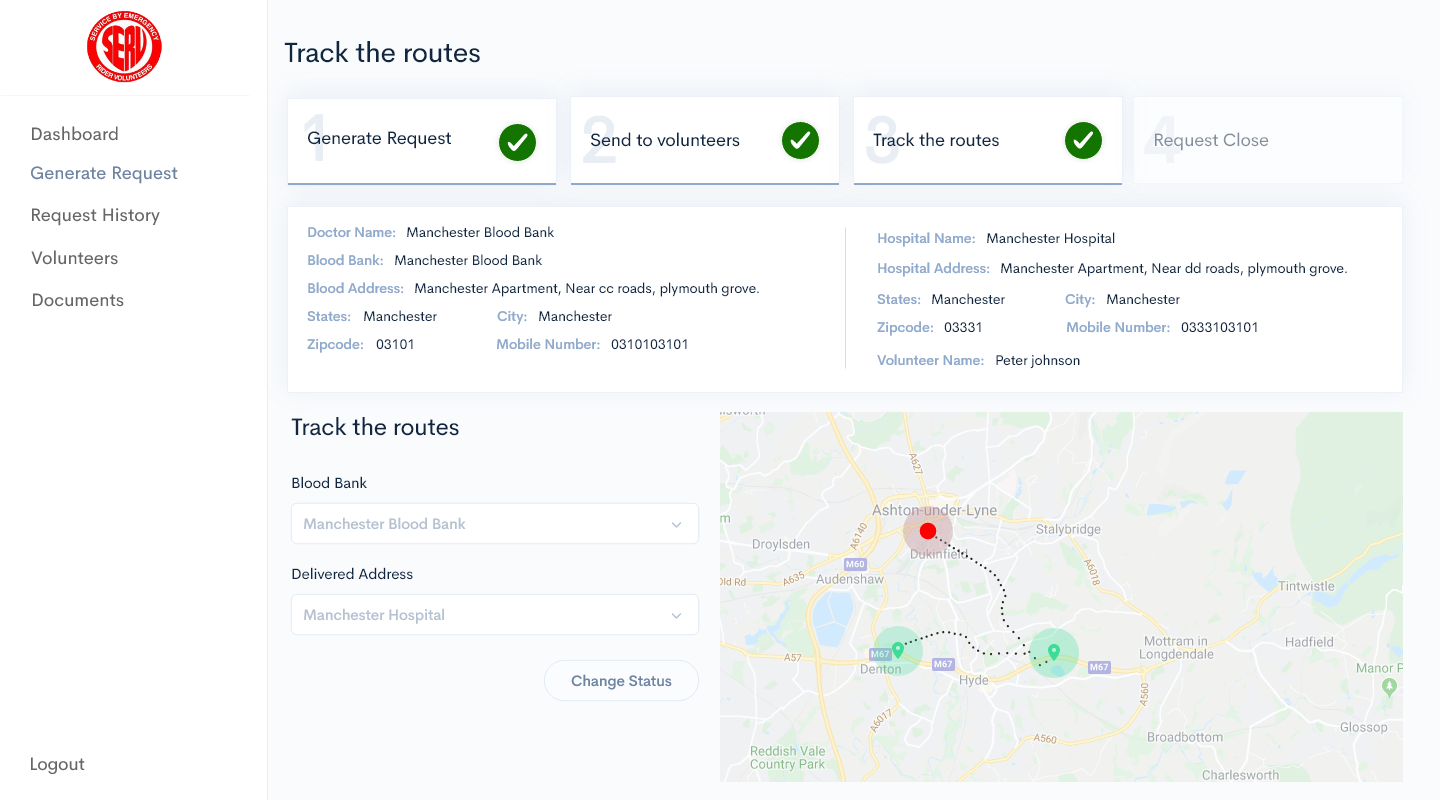 SERVICE BY EMERGENCY
SERV
RIDER VOLUNTEERS
Dashboard
Generate Request
Request History
Volunteers
Documents
Logout
Track the routes
1
Generate Request
2
Send to volunteers
3
Track the routes
4
Request Close
Doctor Name: Manchester Blood Bank
Blood Bank: Manchester Blood Bank
Blood Address: Manchester Apartment, Near cc roads, plymouth grove.
States: Manchester City: Manchester
Zipcode: 03101 Mobile Number: 0310103101
Hospital Name: Manchester Hospital
Hospital Address: Manchester Apartment, Near dd roads, plymouth grove.
States: Manchester City: Manchester
Zipcode: 03331 Mobile Number: 0333103101
Volunteer Name: Peter johnson
Track the routes
Blood Bank
Manchester Blood Bank
Delivered Address
Manchester Hospital
Change Status
A627
Ashton-under-Lyne
A6140
Stalybridge
Droylsden
Dukinfield
M60
A6018
Old Rd
A635
Audenshaw
Tintwistle
Mottram in
Longdendale
Hadfield
A57
M67
Denton
M67
M67
Manor P
Hyde
A560
A6017
Glossop
A560
Broadbottom
Reddish Vale
Country Park
Charlesworth